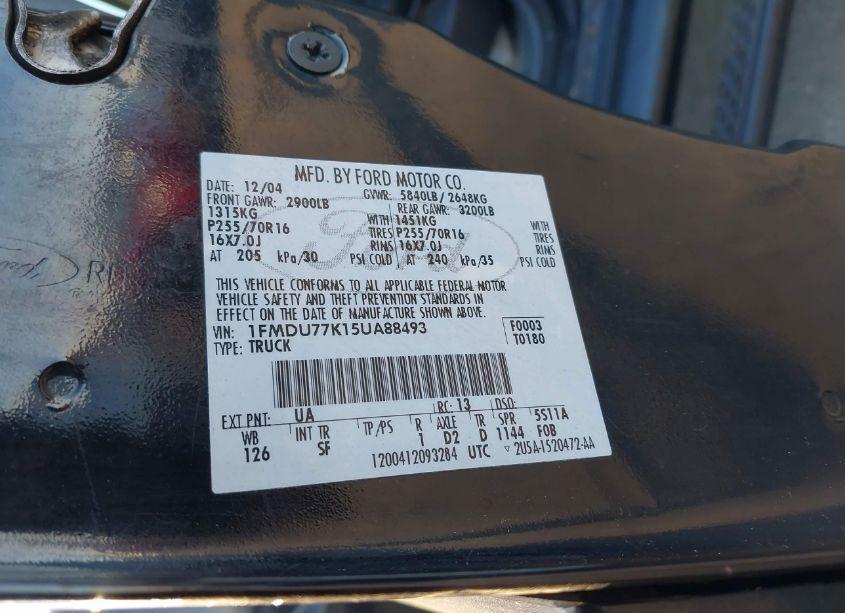 MFD. BY FORD MOTOR CO.
DATE: 12/04 GVWR: 5840LB / 2648KG
FRONT GAWR: 2900LB REAR GAWR: 3200LB
1315KG WITH 1451KG WITH
P255/70R16 TIRES P255/70R16 TIRES
16X7.0J RIMS 16X7.0J RIMS
AT 205 kPa/30 PSI COLD AT 240 kPa/35 PSI COLD
Ford
THIS VEHICLE CONFORMS TO ALL APPLICABLE FEDERAL MOTOR
VEHICLE SAFETY AND THEFT PREVENTION STANDARDS IN
EFFECT ON THE DATE OF MANUFACTURE SHOWN ABOVE.
VIN: 1FMDU77K15UA88493 F0003
TYPE: TRUCK T0180
EXT PNT: UA RC: 13 DSO:
WB INT TR TP/PS R AXLE TR SPR 5S11A
126 SF 1 D2 D 1144 FOB
1200412093284 UTC ▽ 2U5A-1520472-AA
Ford